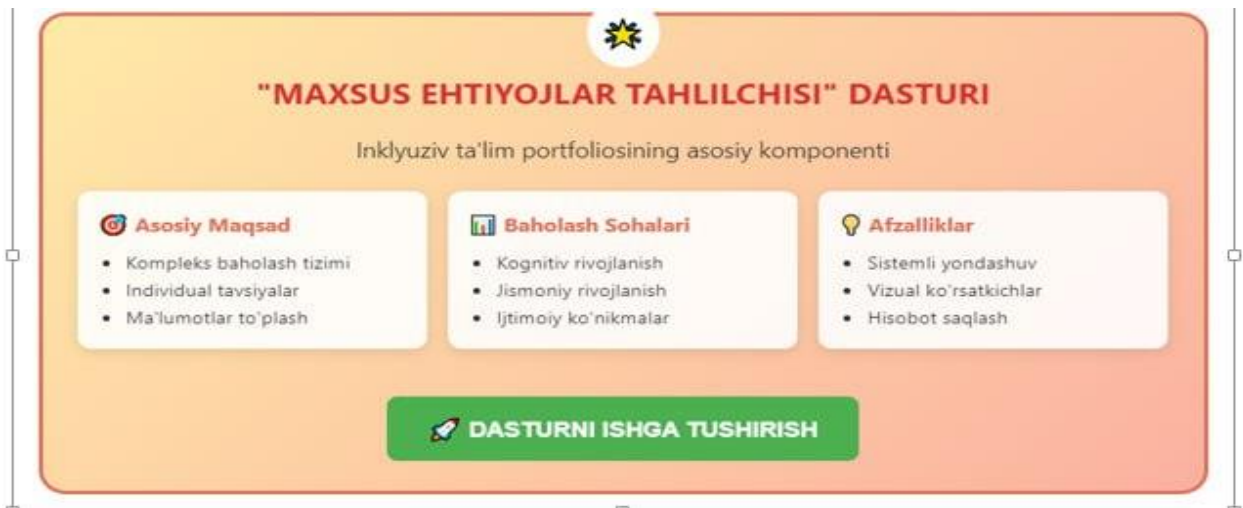 "MAXSUS EHTIYOJLAR TAHLILCHISI" DASTURI
Inklyuziv ta'lim portfoliosining asosiy komponenti
Asosiy Maqsad
• Kompleks baholash tizimi
• Individual tavsiyalar
• Ma'lumotlar to'plash
Baholash Sohalari
• Kognitiv rivojlanish
• Jismoniy rivojlanish
• Ijtimoiy ko'nikmalar
Afzalliklar
• Sistemli yondashuv
• Vizual ko'rsatkichlar
• Hisobot saqlash
DASTURNI ISHGA TUSHIRISH